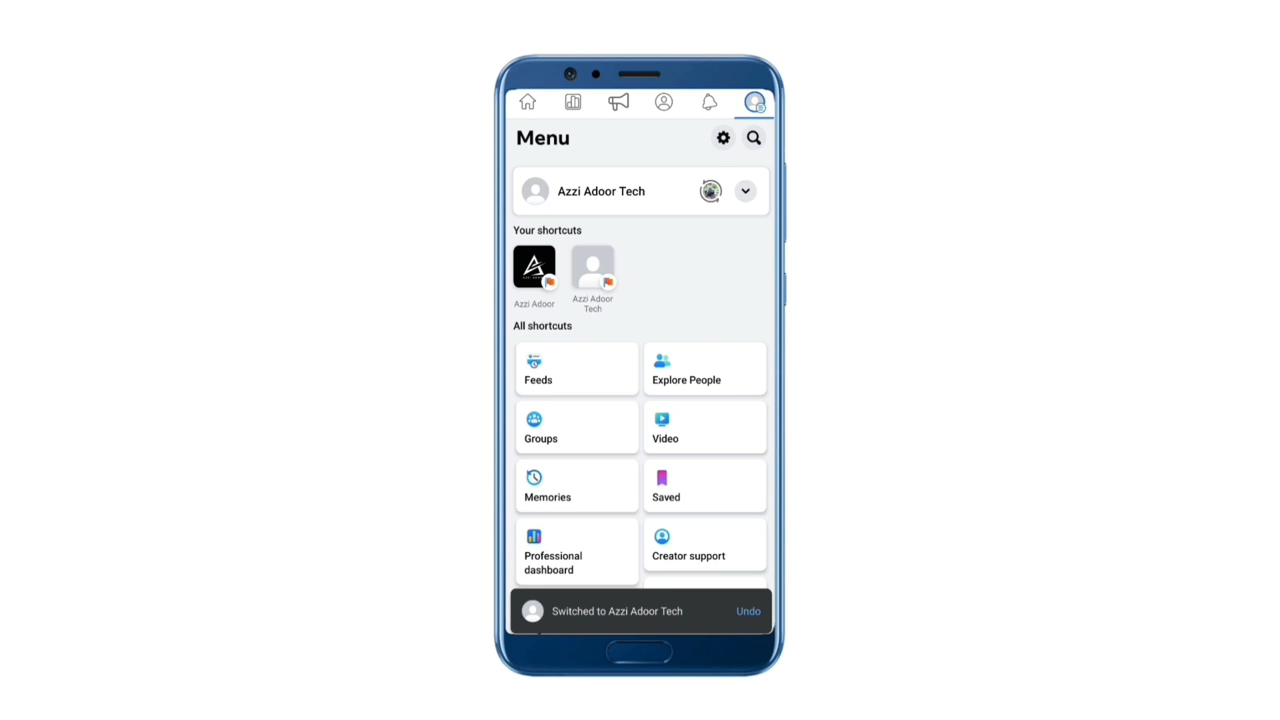 Menu
Azzi Adoor Tech
Your shortcuts
Azzi Adoor
Azzi Adoor
Tech
All shortcuts
Feeds
Explore People
Groups
Video
Memories
Saved
Professional
dashboard
Creator support
Switched to Azzi Adoor Tech
Undo